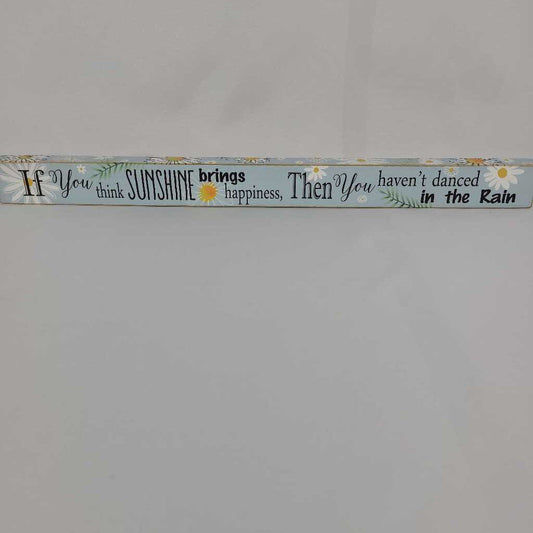 If You think SUNSHINE brings happiness, Then You haven't danced in the Rain